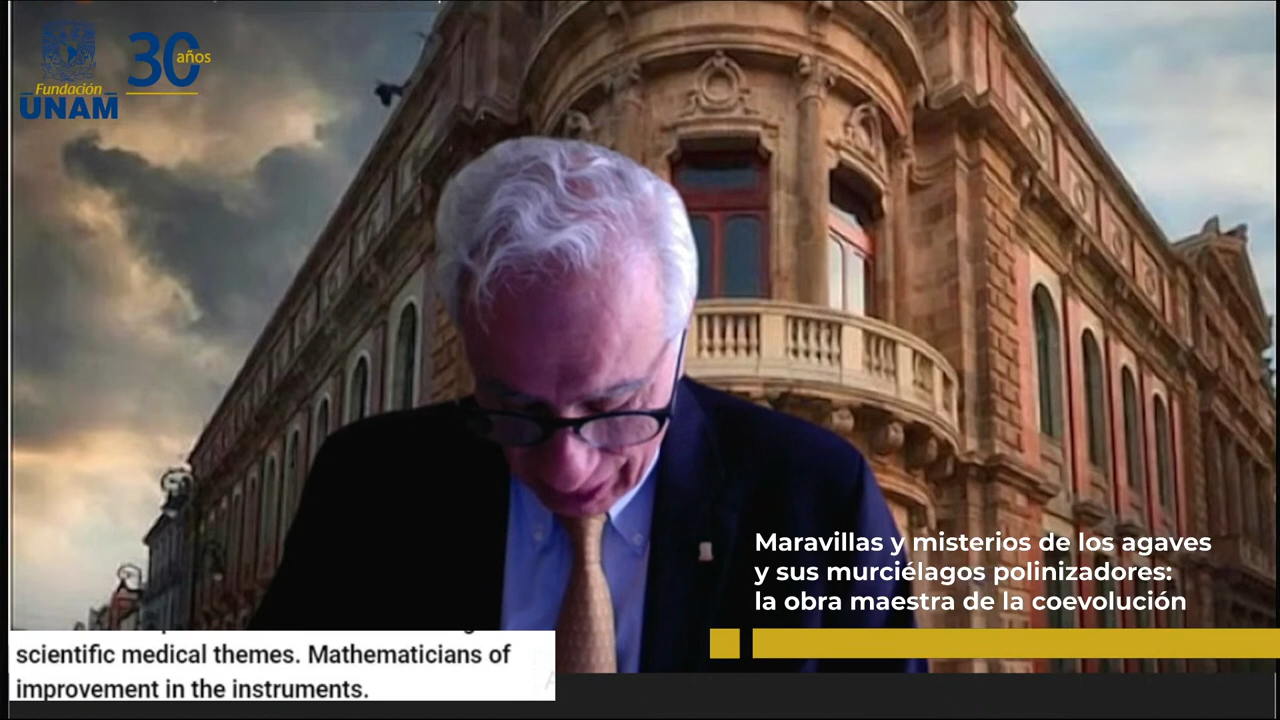 Fundación
UNAM
30 años
Maravillas y misterios de los agaves
y sus murciélagos polinizadores:
la obra maestra de la coevolución
scientific medical themes. Mathematicians of
improvement in the instruments.